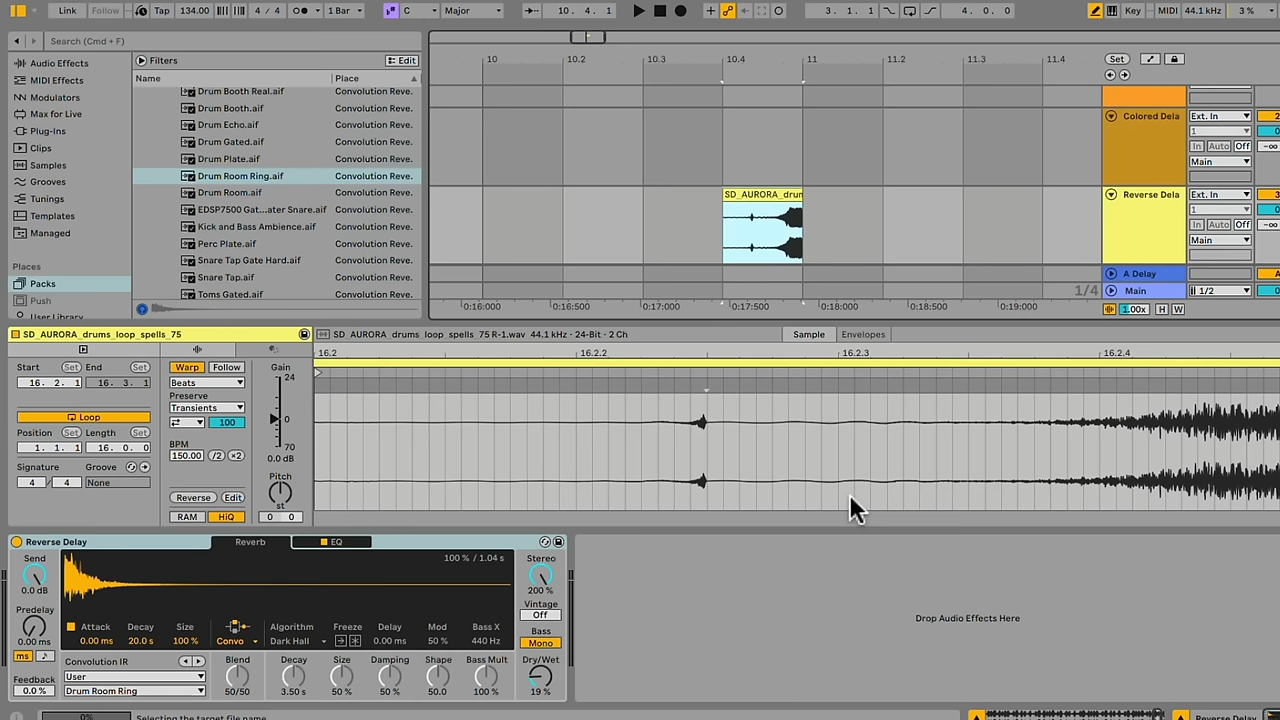 Link Follow Tap 134.00 4 / 4 1 Bar C Major 10. 4. 1 3. 1. 1 4. 0. 0 Key MIDI 44.1 kHz 3 %
Search (Cmd + F)
Audio Effects
MIDI Effects
Modulators
Max for Live
Plug-Ins
Clips
Samples
Grooves
Tunings
Templates
Managed
Places
Packs
Push
User Library
Filters Edit
Name Place
Drum Booth Real.aif Convolution Reve.
Drum Booth.aif Convolution Reve.
Drum Echo.aif Convolution Reve.
Drum Gated.aif Convolution Reve.
Drum Plate.aif Convolution Reve.
Drum Room Ring.aif Convolution Reve.
Drum Room.aif Convolution Reve.
EDSP7500 Gat...ater Snare.aif Convolution Reve.
Kick and Bass Ambience.aif Convolution Reve.
Perc Plate.aif Convolution Reve.
Snare Tap Gate Hard.aif Convolution Reve.
Snare Tap.aif Convolution Reve.
Toms Gated.aif Convolution Reve.
10 10.2 10.3 10.4 11 11.2 11.3 11.4
Set
Colored Dela Ext. In 2
1
In Auto Off -∞
Main
SD_AURORA_drun
Reverse Dela Ext. In 3
1
In Auto Off -∞
Main
A Delay A
1/4 Main 1/2
0:16:000 0:16:500 0:17:000 0:17:500 0:18:000 0:18:500 0:19:000
1.00x H W
SD_AURORA_drums_loop_spells_75
Start Set End Set
16. 2. 1 16. 3. 1
Loop
Position Set Length Set
1. 1. 1 16. 0. 0
Signature Groove
4 / 4 None
Warp Follow
Beats
Preserve
Transients
100
BPM
150.00 /2 ×2
Reverse Edit
RAM HiQ
Gain
24
0
70
0.0 dB
Pitch
st
0 0
SD_AURORA_drums_loop_spells_75 R-1.wav 44.1 kHz · 24-Bit · 2 Ch
Sample Envelopes
16.2 16.2.2 16.2.3 16.2.4
Reverse Delay Reverb EQ
Send
0.0 dB
Predelay
0.00 ms
ms
Feedback
0.0 %
100 % / 1.04 s
Attack Decay Size Algorithm Freeze Delay Mod Bass X
0.00 ms 20.0 s 100 % Convo Dark Hall 0.00 ms 50 % 440 Hz
Convolution IR
User
Drum Room Ring
Blend Decay Size Damping Shape Bass Mult
50/50 3.50 s 50 % 50 % 50.0 100 %
Stereo
200 %
Vintage
Off
Bass
Mono
Dry/Wet
19 %
Drop Audio Effects Here
0% Selecting the target file name Reverse Delay